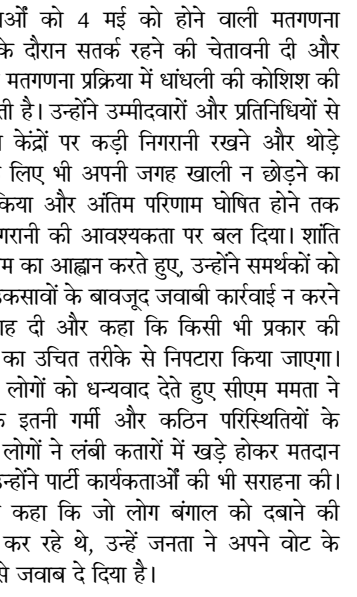 ओं को 4 मई को होने वाली मतगणना
के दौरान सतर्क रहने की चेतावनी दी और
मतगणना प्रक्रिया में धांधली की कोशिश की
ती है। उन्होंने उम्मीदवारों और प्रतिनिधियों से
केंद्रों पर कड़ी निगरानी रखने और थोड़े
लिए भी अपनी जगह खाली न छोड़ने का
किया और अंतिम परिणाम घोषित होने तक
गरानी की आवश्यकता पर बल दिया। शांति
म का आह्वान करते हुए, उन्होंने समर्थकों को
कसावों के बावजूद जवाबी कार्रवाई न करने
ाह दी और कहा कि किसी भी प्रकार की
का उचित तरीके से निपटारा किया जाएगा।
लोगों को धन्यवाद देते हुए सीएम ममता ने
इतनी गर्मी और कठिन परिस्थितियों के
लोगों ने लंबी कतारों में खड़े होकर मतदान
न्होंने पार्टी कार्यकर्ताओं की भी सराहना की।
कहा कि जो लोग बंगाल को दबाने की
कर रहे थे, उन्हें जनता ने अपने वोट के
से जवाब दे दिया है।